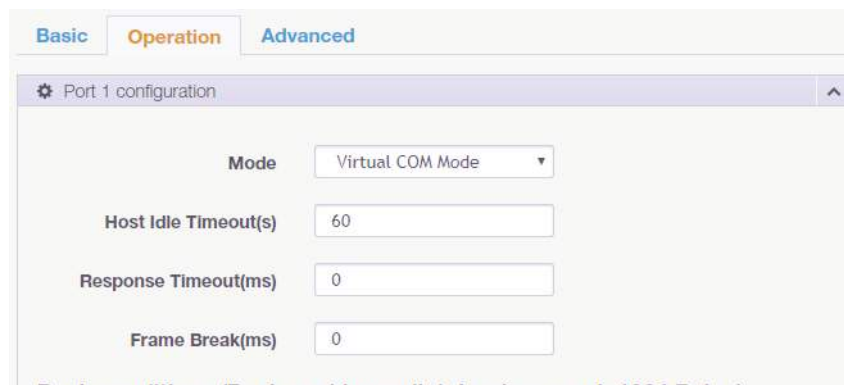 Basic Operation Advanced
Port 1 configuration
Mode Virtual COM Mode
Host Idle Timeout(s) 60
Response Timeout(ms) 0
Frame Break(ms) 0